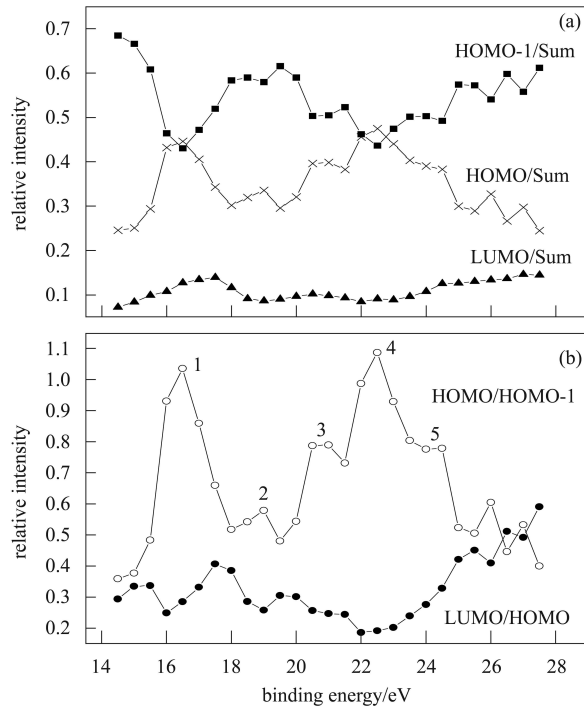 (a)
0.7
HOMO-1/Sum
0.6
0.5
0.4
HOMO/Sum
0.3
0.2
LUMO/Sum
0.1
relative intensity
(b)
1.1
4
1
1.0
HOMO/HOMO-1
0.9
3
5
0.8
0.7
2
0.6
0.5
0.4
0.3
LUMO/HOMO
0.2
relative intensity
14 16 18 20 22 24 26 28
binding energy/eV